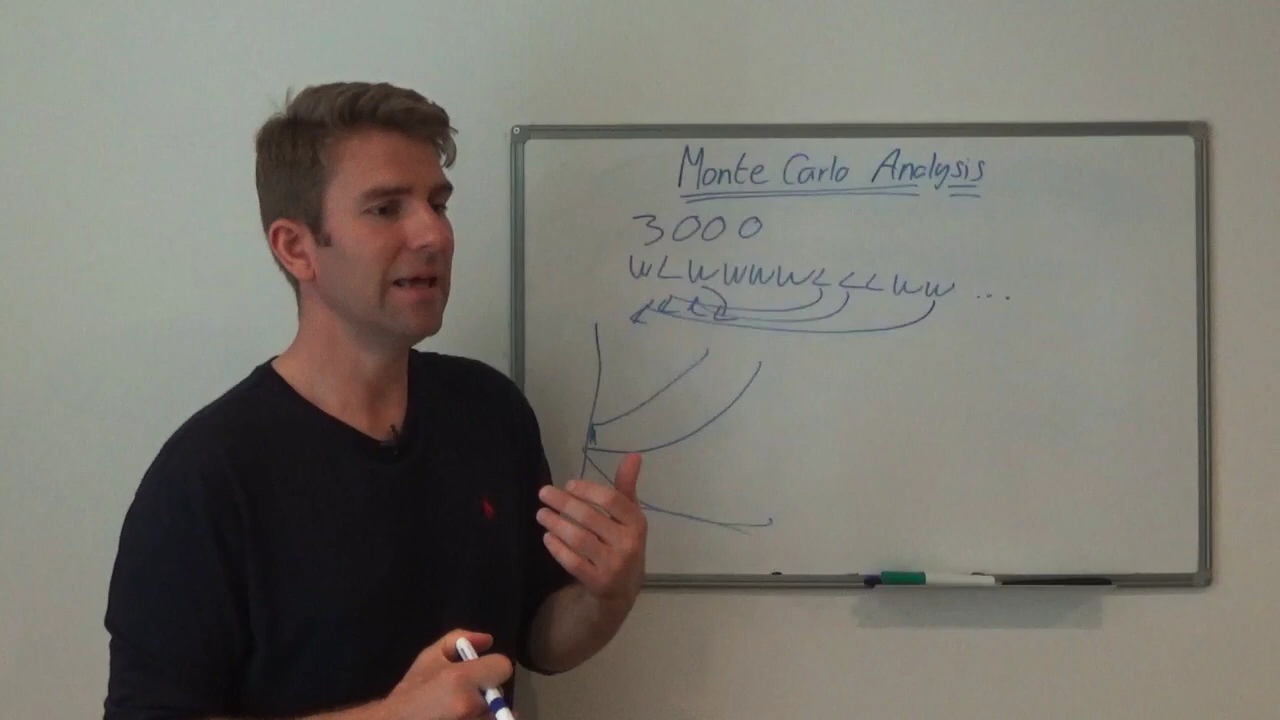 Monte Carlo Analysis
3000
W L W W W W L L L W W ...
L L L L